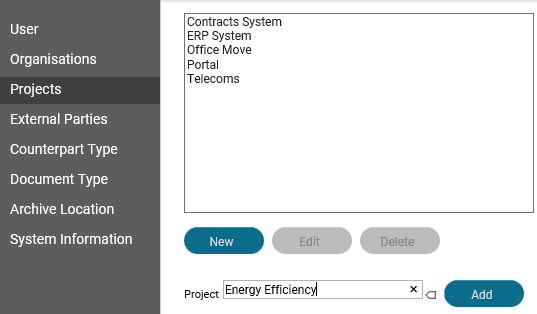 User
Organisations
Projects
External Parties
Counterpart Type
Document Type
Archive Location
System Information
Contracts System
ERP System
Office Move
Portal
Telecoms
New
Edit
Delete
Project
Energy Efficiency
Add